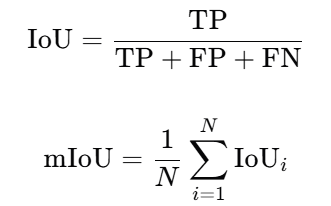 IoU = TP / (TP + FP + FN)
mIoU = 1/N ∑_{i=1}^{N} IoU_i